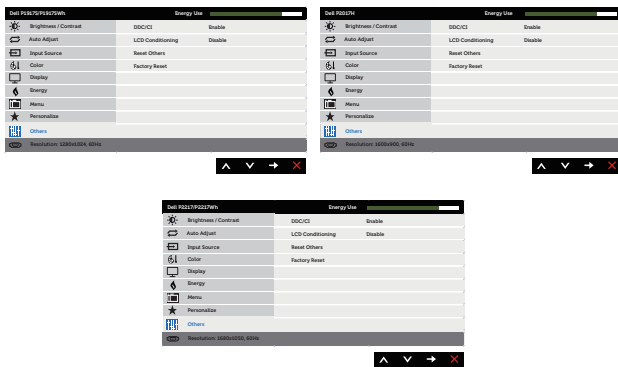 Dell P1917S/P1917SWh Energy Use
Brightness / Contrast DDC/CI Enable
Auto Adjust LCD Conditioning Disable
Input Source Reset Others
Color Factory Reset
Display
Energy
Menu
Personalize
Others
Resolution: 1280x1024, 60Hz
Dell P2017H Energy Use
Brightness / Contrast DDC/CI Enable
Auto Adjust LCD Conditioning Disable
Input Source Reset Others
Color Factory Reset
Display
Energy
Menu
Personalize
Others
Resolution: 1600x900, 60Hz
Dell P2217/P2217Wh Energy Use
Brightness / Contrast DDC/CI Enable
Auto Adjust LCD Conditioning Disable
Input Source Reset Others
Color Factory Reset
Display
Energy
Menu
Personalize
Others
Resolution: 1680x1050, 60Hz